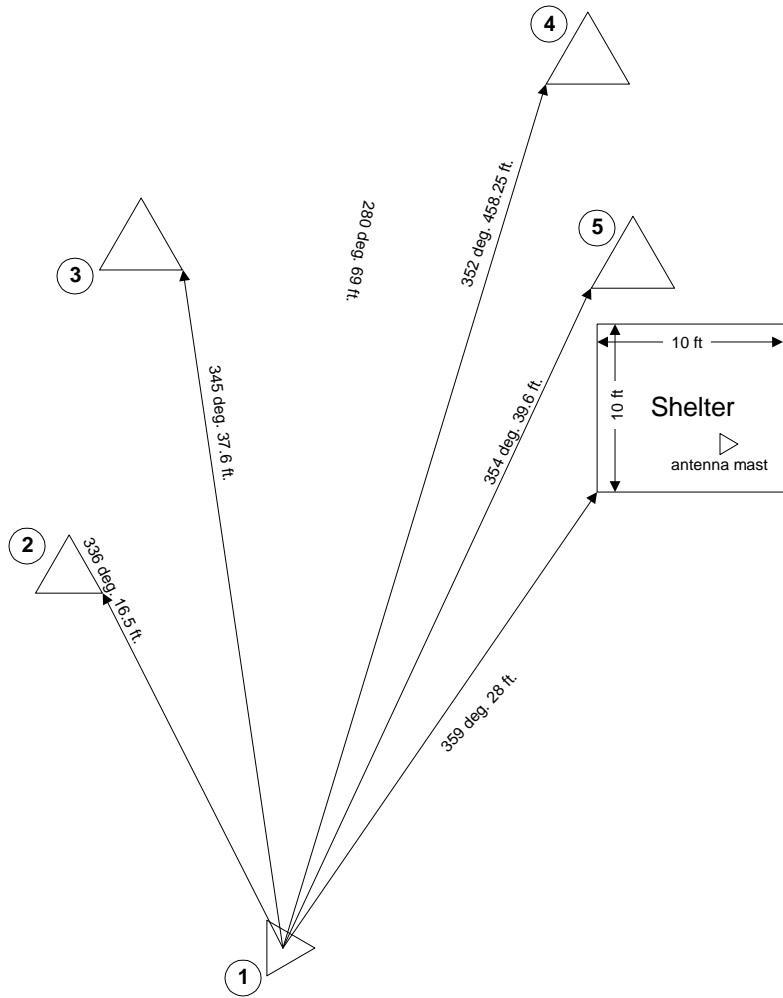 4
5
3
280 deg. 69 ft.
352 deg. 458.25 ft.
10 ft
10 ft
Shelter
antenna mast
345 deg. 37.6 ft.
354 deg. 39.6 ft.
2
336 deg. 16.5 ft.
359 deg. 28 ft.
1